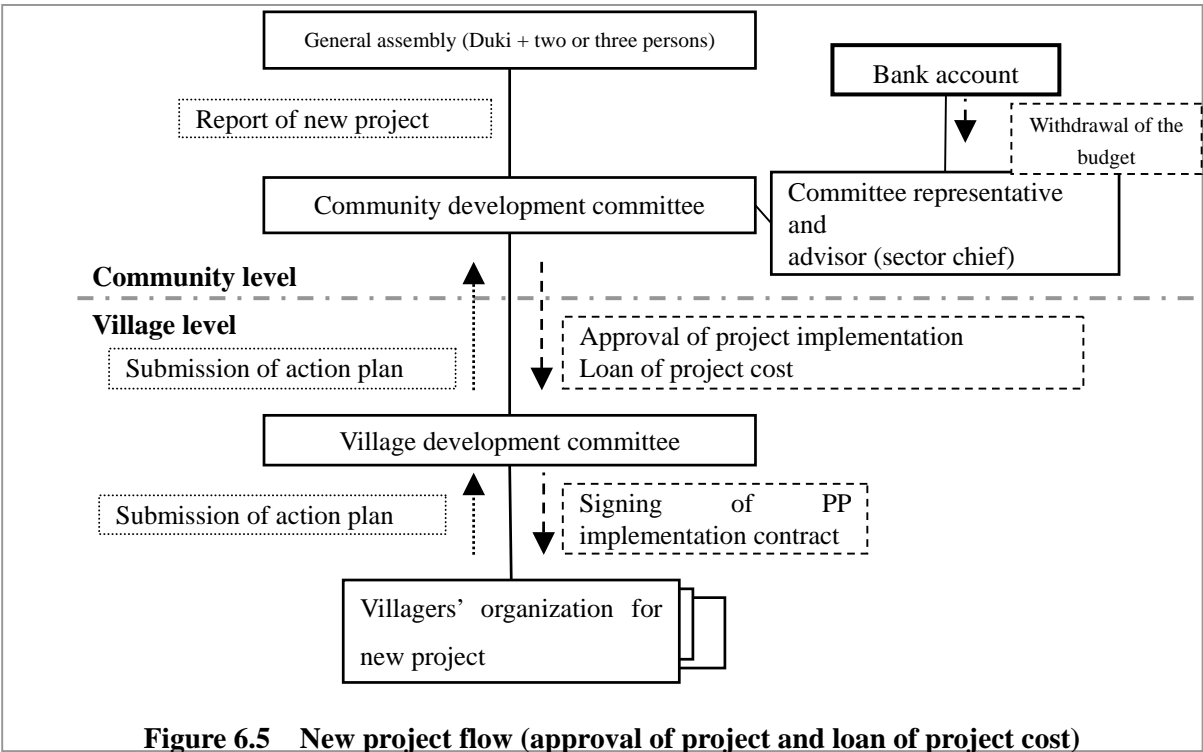 General assembly (Duki + two or three persons)
Bank account
Report of new project
Withdrawal of the
budget
Community development committee
Committee representative
and
advisor (sector chief)
Community level
Village level
Submission of action plan
Approval of project implementation
Loan of project cost
Village development committee
Submission of action plan
Signing of PP
implementation contract
Villagers’ organization for
new project
Figure 6.5 New project flow (approval of project and loan of project cost)